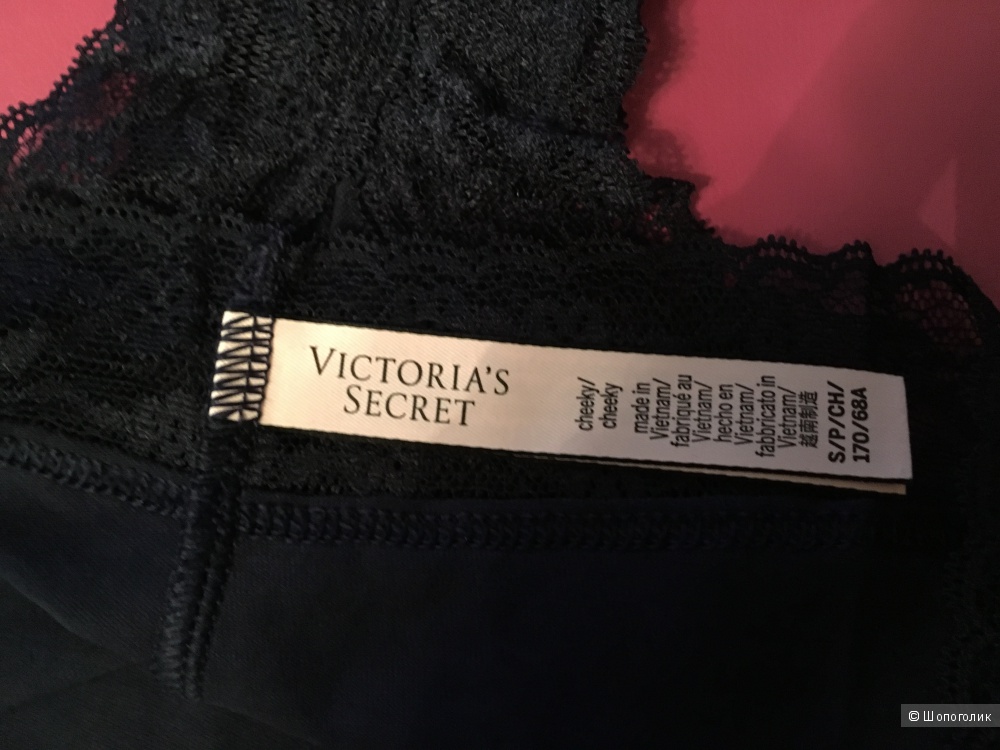 VICTORIA'S
SECRET
cheeky/
cheeky
made in
Vietnam/
fabriqué au
Vietnam/
hecho en
Vietnam/
fabbricato in
Vietnam/
越南制造
S/P/CH/
170/68A
© Шопоголик